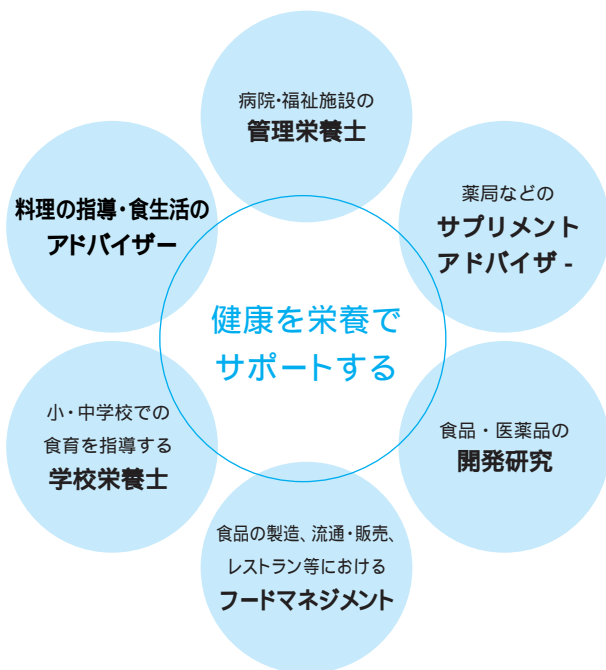 病院・福祉施設の
管理栄養士
薬局などの
サプリメント
アドバイザ -
料理の指導・食生活の
アドバイザー
健康を栄養で
サポートする
小・中学校での
食育を指導する
学校栄養士
食品・医薬品の
開発研究
食品の製造、流通・販売、
レストラン等における
フードマネジメント